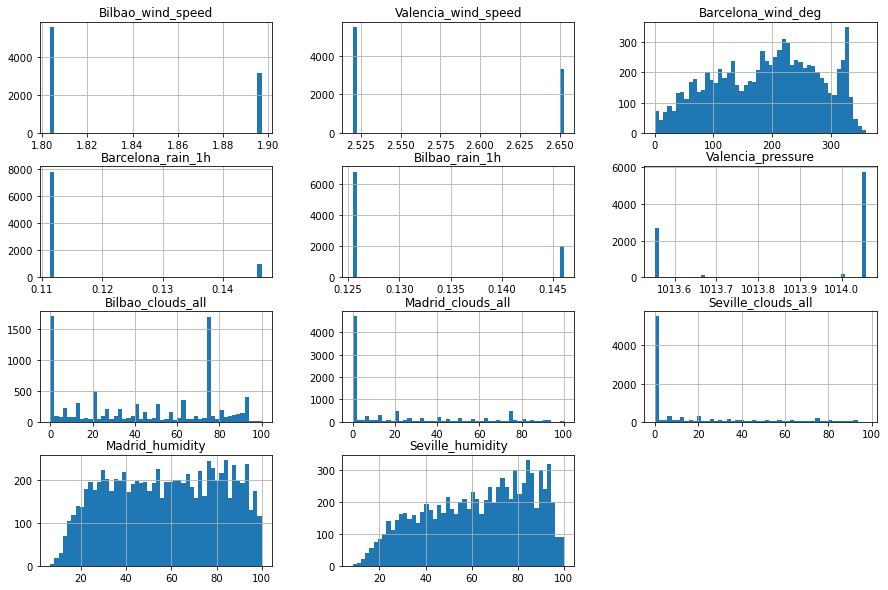 Bilbao_wind_speed Valencia_wind_speed Barcelona_wind_deg
4000 4000 300
2000 2000 200
100
0 0 0
1.80 1.82 1.84 1.86 1.88 1.90 2.525 2.550 2.575 2.600 2.625 2.650 0 100 200 300
Barcelona_rain_1h Bilbao_rain_1h Valencia_pressure
8000 6000 6000
6000 4000 4000
4000 2000 2000
2000
0 0 0
0.11 0.12 0.13 0.14 0.125 0.130 0.135 0.140 0.145 1013.6 1013.7 1013.8 1013.9 1014.0
Bilbao_clouds_all Madrid_clouds_all Seville_clouds_all
1500 4000 4000
1000 3000 2000
500 2000
1000
0 0 0
0 20 40 60 80 100 0 20 40 60 80 100 0 20 40 60 80 100
Madrid_humidity Seville_humidity
200 300
100 200
100
0 0
20 40 60 80 100 20 40 60 80 100